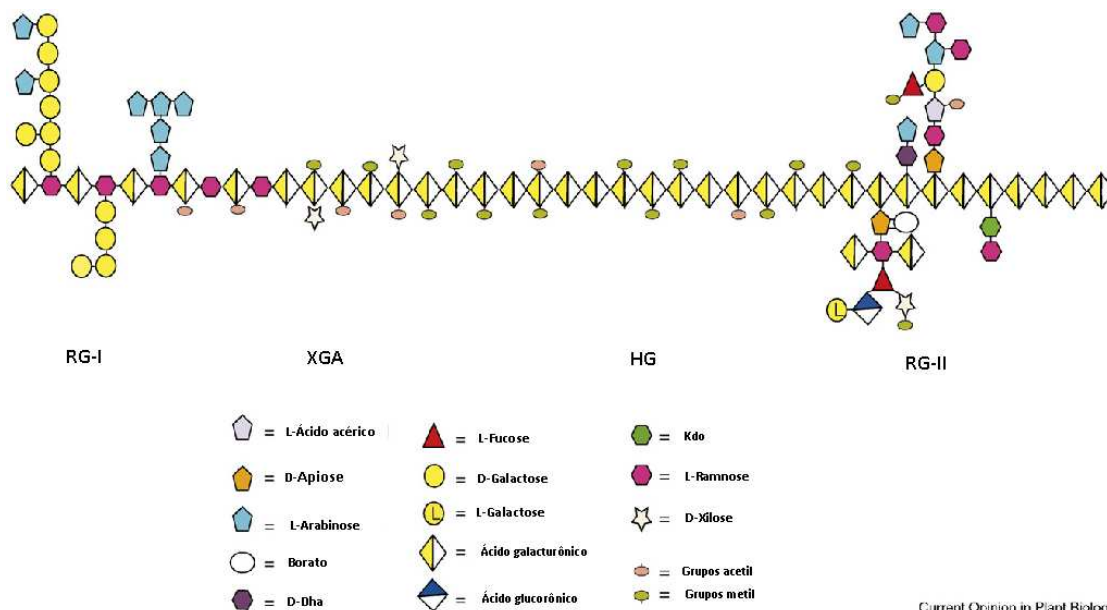 RG-I XGA HG RG-II
= L-Ácido acérico
= D-Apiose
= L-Arabinose
= Borato
= D-Dha
= L-Fucose
= D-Galactose
L = L-Galactose
= Ácido galacturônico
= Ácido glucorônico
= Kdo
= L-Ramnose
= D-Xilose
= Grupos acetil
= Grupos metil
L
Current Opinion in Plant